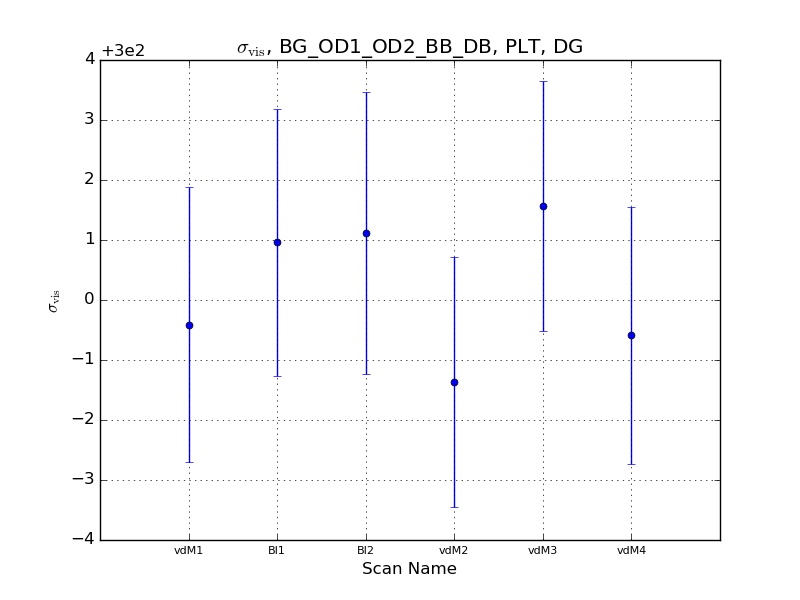 σvis, BG_OD1_OD2_BB_DB, PLT, DG
+3e2
4
3
2
1
0
−1
−2
−3
−4
σvis
vdM1 BI1 BI2 vdM2 vdM3 vdM4
Scan Name